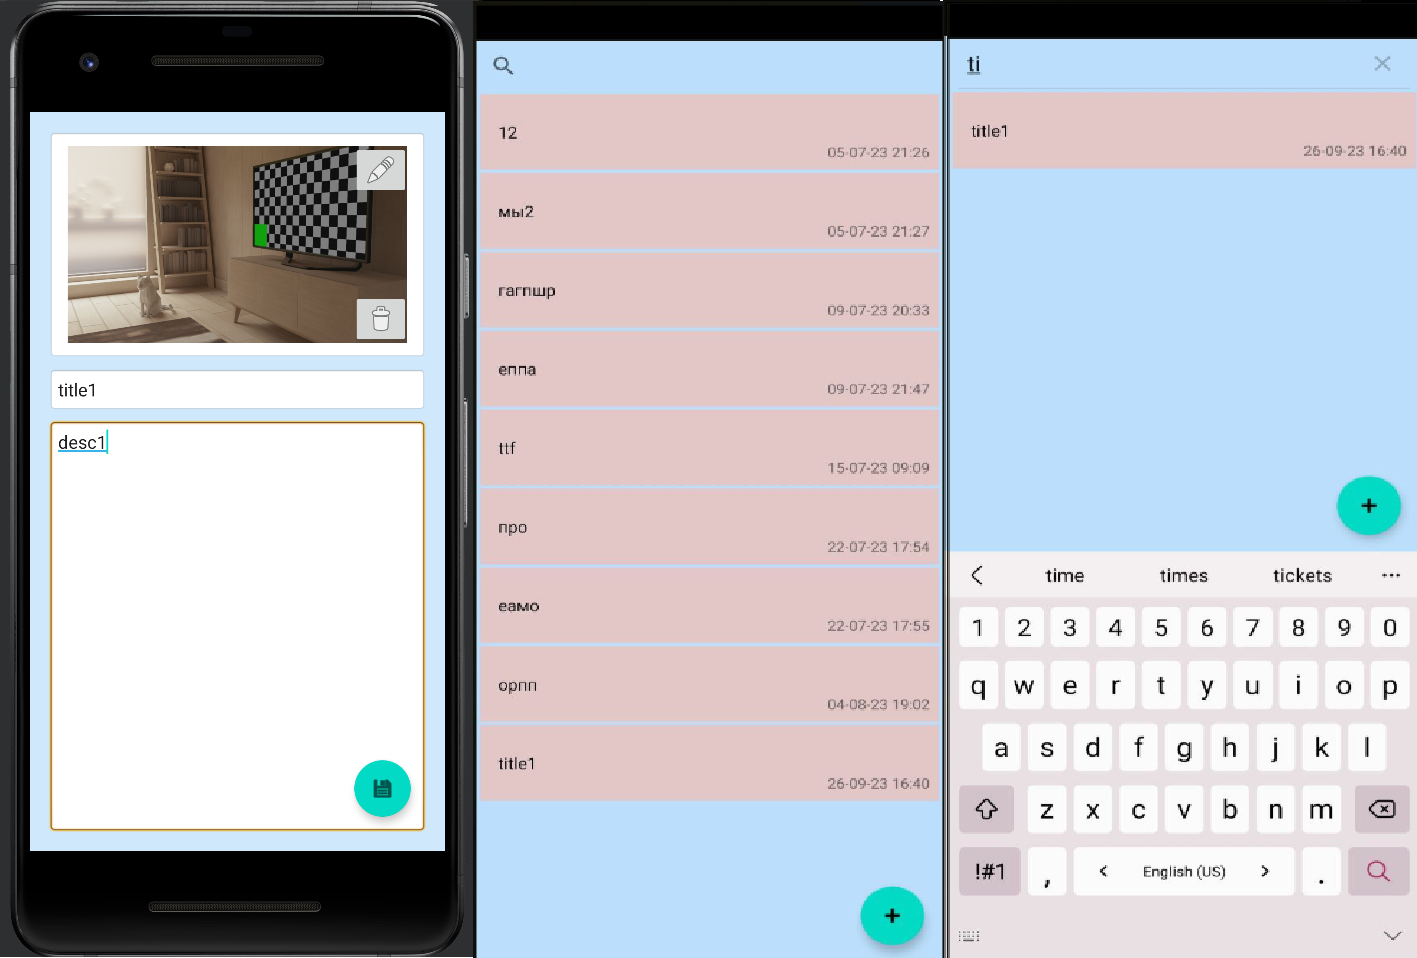 title1
desc1
12
05-07-23 21:26
мы2
05-07-23 21:27
гагпшр
09-07-23 20:33
еппа
09-07-23 21:47
ttf
15-07-23 09:09
про
22-07-23 17:54
еамо
22-07-23 17:55
орпп
04-08-23 19:02
title1
26-09-23 16:40
+
ti
title1
26-09-23 16:40
+
time times tickets
1 2 3 4 5 6 7 8 9 0
q w e r t y u i o p
a s d f g h j k l
z x c v b n m
!#1 , < English (US) > .